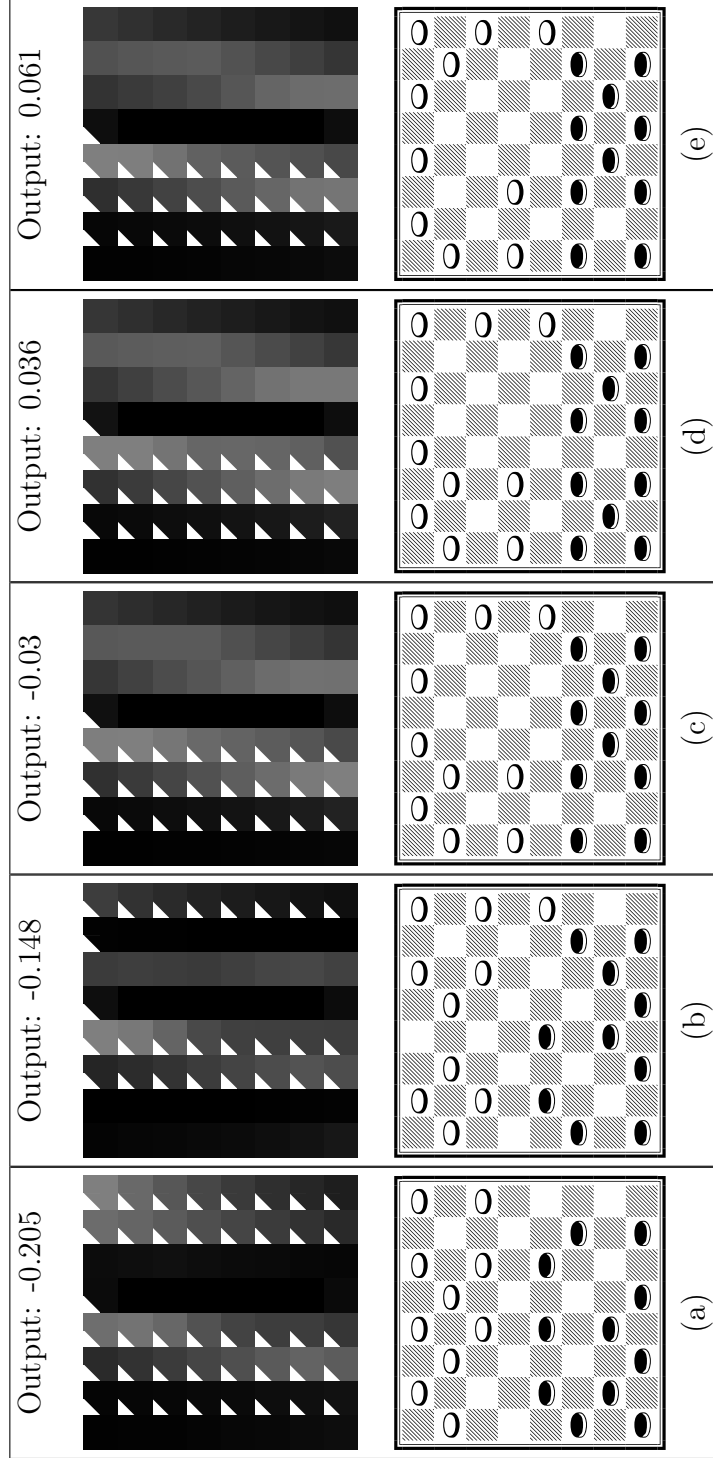 Output: -0.205
Output: -0.148
Output: -0.03
Output: 0.036
Output: 0.061
(a)
(b)
(c)
(d)
(e)